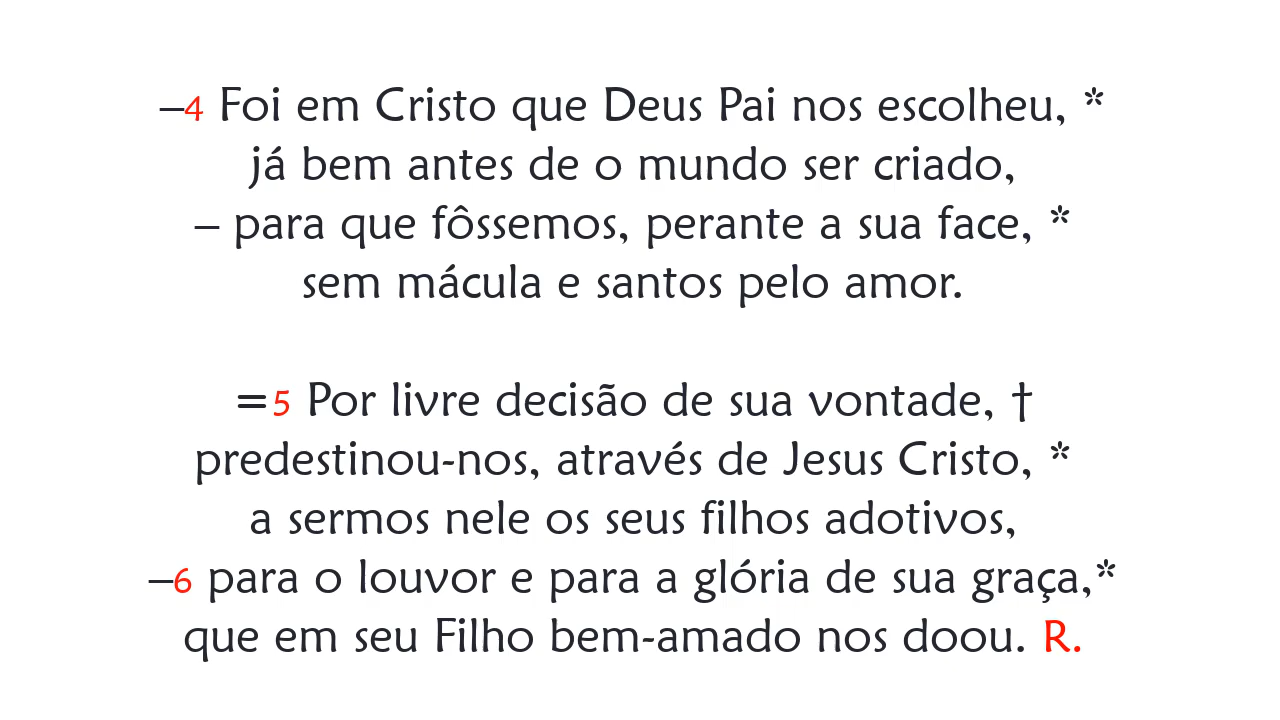 –4 Foi em Cristo que Deus Pai nos escolheu, *
já bem antes de o mundo ser criado,
– para que fôssemos, perante a sua face, *
sem mácula e santos pelo amor.
=5 Por livre decisão de sua vontade, †
predestinou-nos, através de Jesus Cristo, *
a sermos nele os seus filhos adotivos,
–6 para o louvor e para a glória de sua graça,*
que em seu Filho bem-amado nos doou. R.